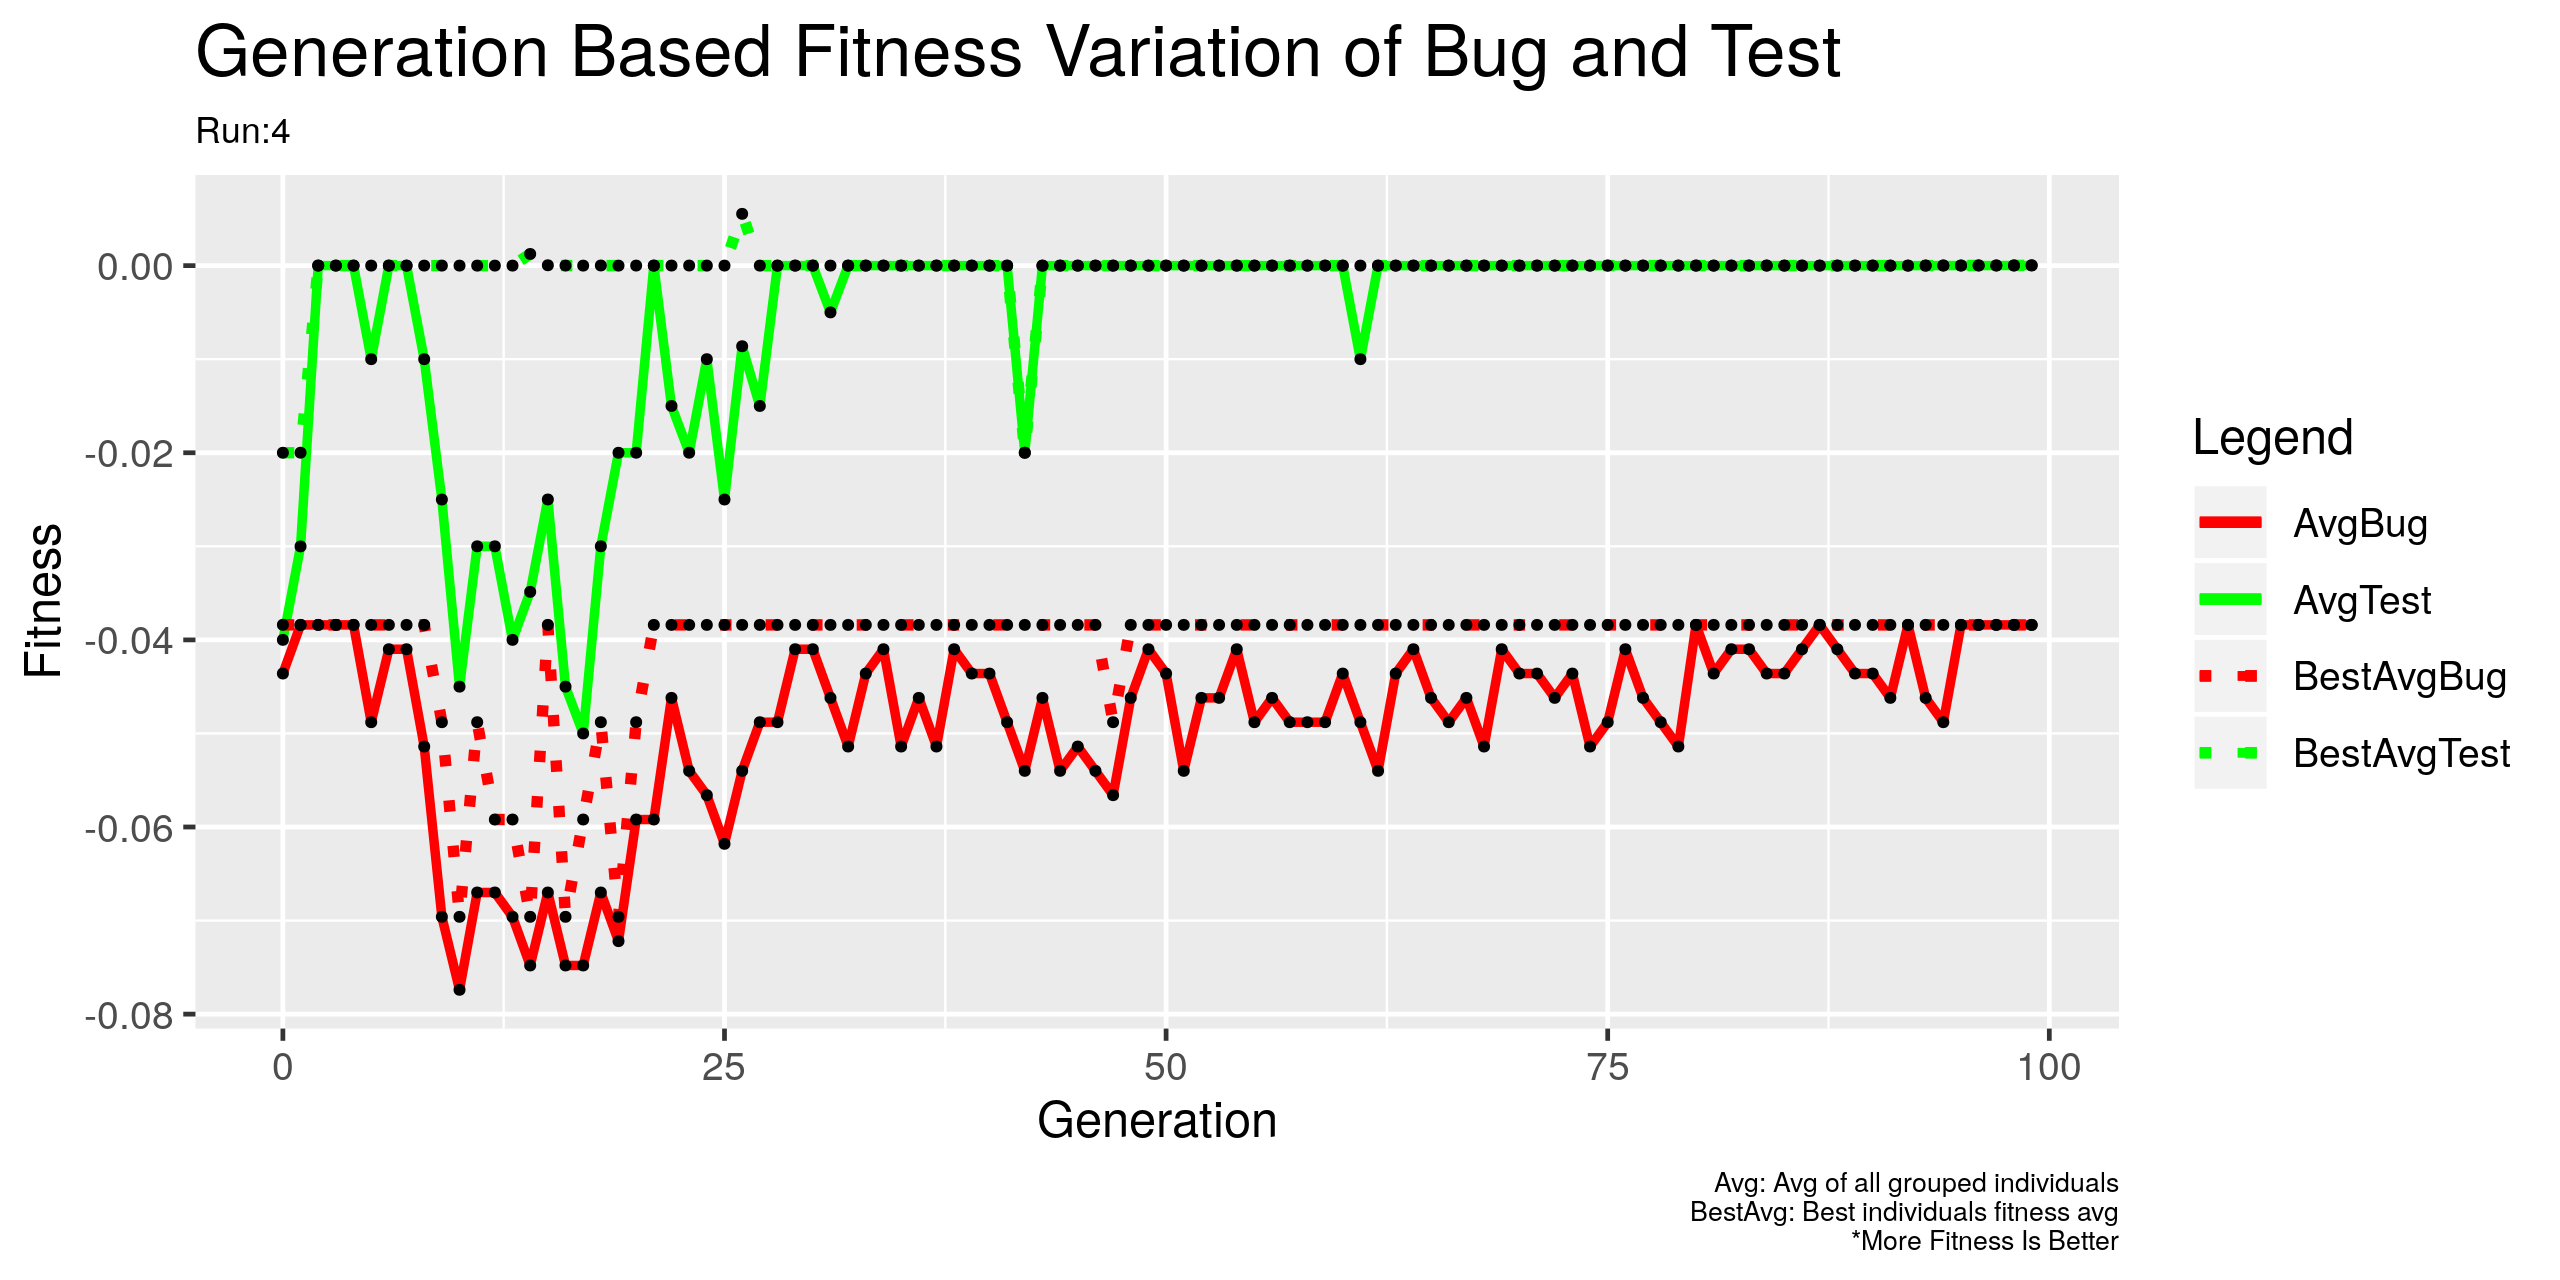 Generation Based Fitness Variation of Bug and Test
Run:4
0.00
-0.02
-0.04
-0.06
-0.08
Fitness
0
25
50
75
100
Generation
Legend
AvgBug
AvgTest
BestAvgBug
BestAvgTest
Avg: Avg of all grouped individuals
BestAvg: Best individuals fitness avg
*More Fitness Is Better